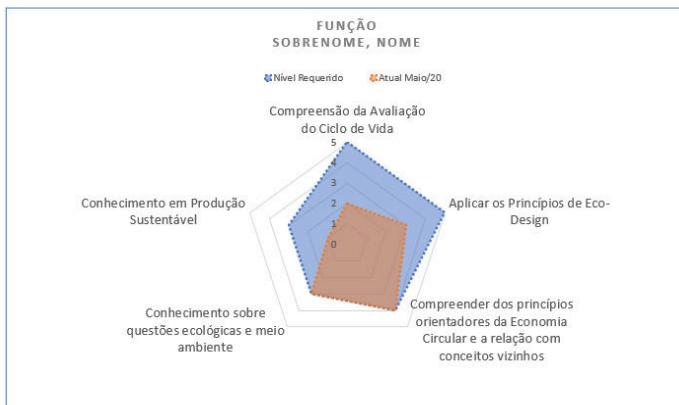 FUNÇÃO
SOBRENOME, NOME
Nível Requerido
Atual Maio/20
Compreensão da Avaliação
do Ciclo de Vida
5
4
3
2
1
0
Aplicar os Princípios de Eco-
Design
Compreender dos princípios
orientadores da Economia
Circular e a relação com
conceitos vizinhos
Conhecimento sobre
questões ecológicas e meio
ambiente
Conhecimento em Produção
Sustentável